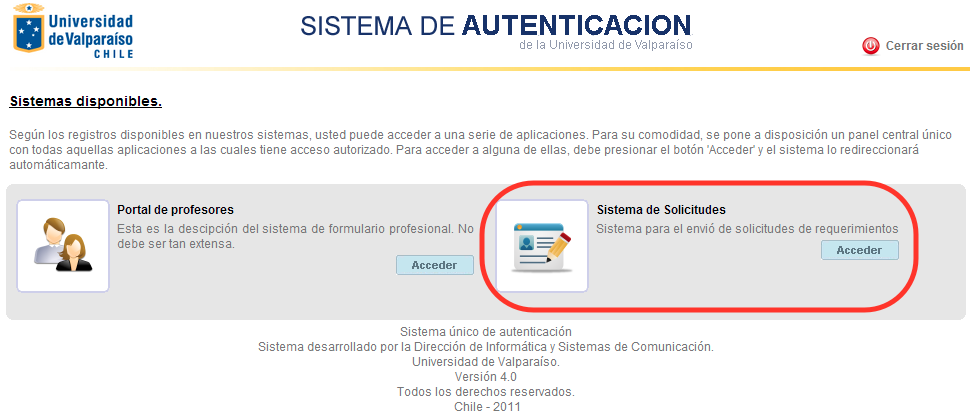 Universidad
de Valparaíso
CHILE
SISTEMA DE AUTENTICACION
de la Universidad de Valparaíso
Cerrar sesión
Sistemas disponibles.
Según los registros disponibles en nuestros sistemas, usted puede acceder a una serie de aplicaciones. Para su comodidad, se pone a disposición un panel central único
con todas aquellas aplicaciones a las cuales tiene acceso autorizado. Para acceder a alguna de ellas, debe presionar el botón 'Acceder' y el sistema lo redireccionará
automáticamante.
Portal de profesores
Esta es la descipción del sistema de formulario profesional. No
debe ser tan extensa.
Acceder
Sistema de Solicitudes
Sistema para el envió de solicitudes de requerimientos
Acceder
Sistema único de autenticación
Sistema desarrollado por la Dirección de Informática y Sistemas de Comunicación.
Universidad de Valparaíso.
Versión 4.0
Todos los derechos reservados.
Chile - 2011